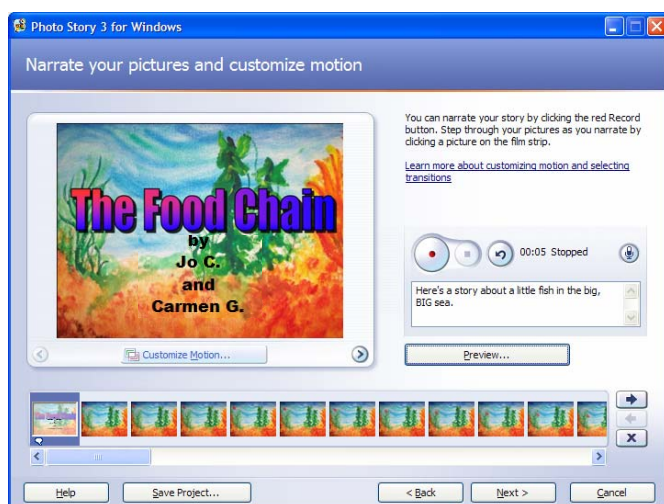 Photo Story 3 for Windows
Narrate your pictures and customize motion
The Food Chain
by
Jo C.
and
Carmen G.
Customize Motion...
You can narrate your story by clicking the red Record
button. Step through your pictures as you narrate by
clicking a picture on the film strip.
Learn more about customizing motion and selecting
transitions
00:05 Stopped
Here's a story about a little fish in the big,
BIG sea.
Preview...
Help
Save Project...
< Back
Next >
Cancel